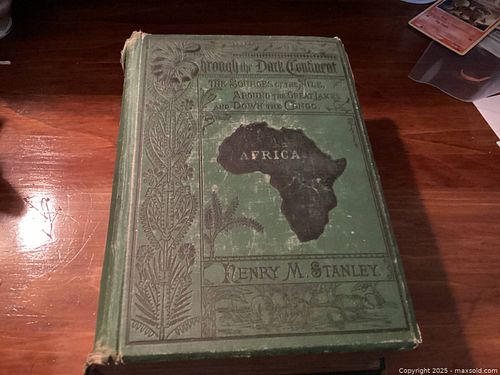 Through the Dark Continent
THE SOURCES OF THE NILE,
AROUND THE GREAT LAKES
AND DOWN THE CONGO.
AFRICA
HENRY M. STANLEY
Copyright 2025 - maxsold.com